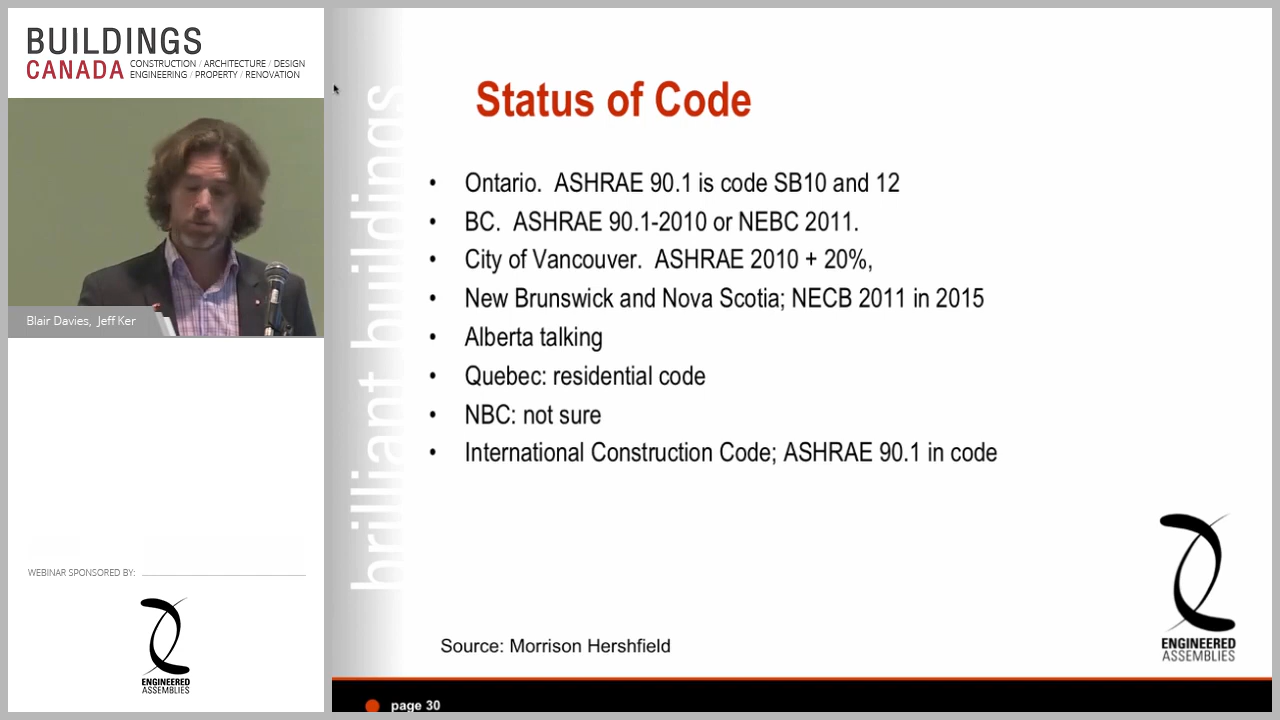 BUILDINGS
CANADA CONSTRUCTION / ARCHITECTURE / DESIGN
ENGINEERING / PROPERTY / RENOVATION
Blair Davies, Jeff Ker
WEBINAR SPONSORED BY:
ENGINEERED
ASSEMBLIES
brilliant buildings
Status of Code
• Ontario. ASHRAE 90.1 is code SB10 and 12
• BC. ASHRAE 90.1-2010 or NEBC 2011.
• City of Vancouver. ASHRAE 2010 + 20%,
• New Brunswick and Nova Scotia; NECB 2011 in 2015
• Alberta talking
• Quebec: residential code
• NBC: not sure
• International Construction Code; ASHRAE 90.1 in code
Source: Morrison Hershfield
ENGINEERED
ASSEMBLIES
page 30